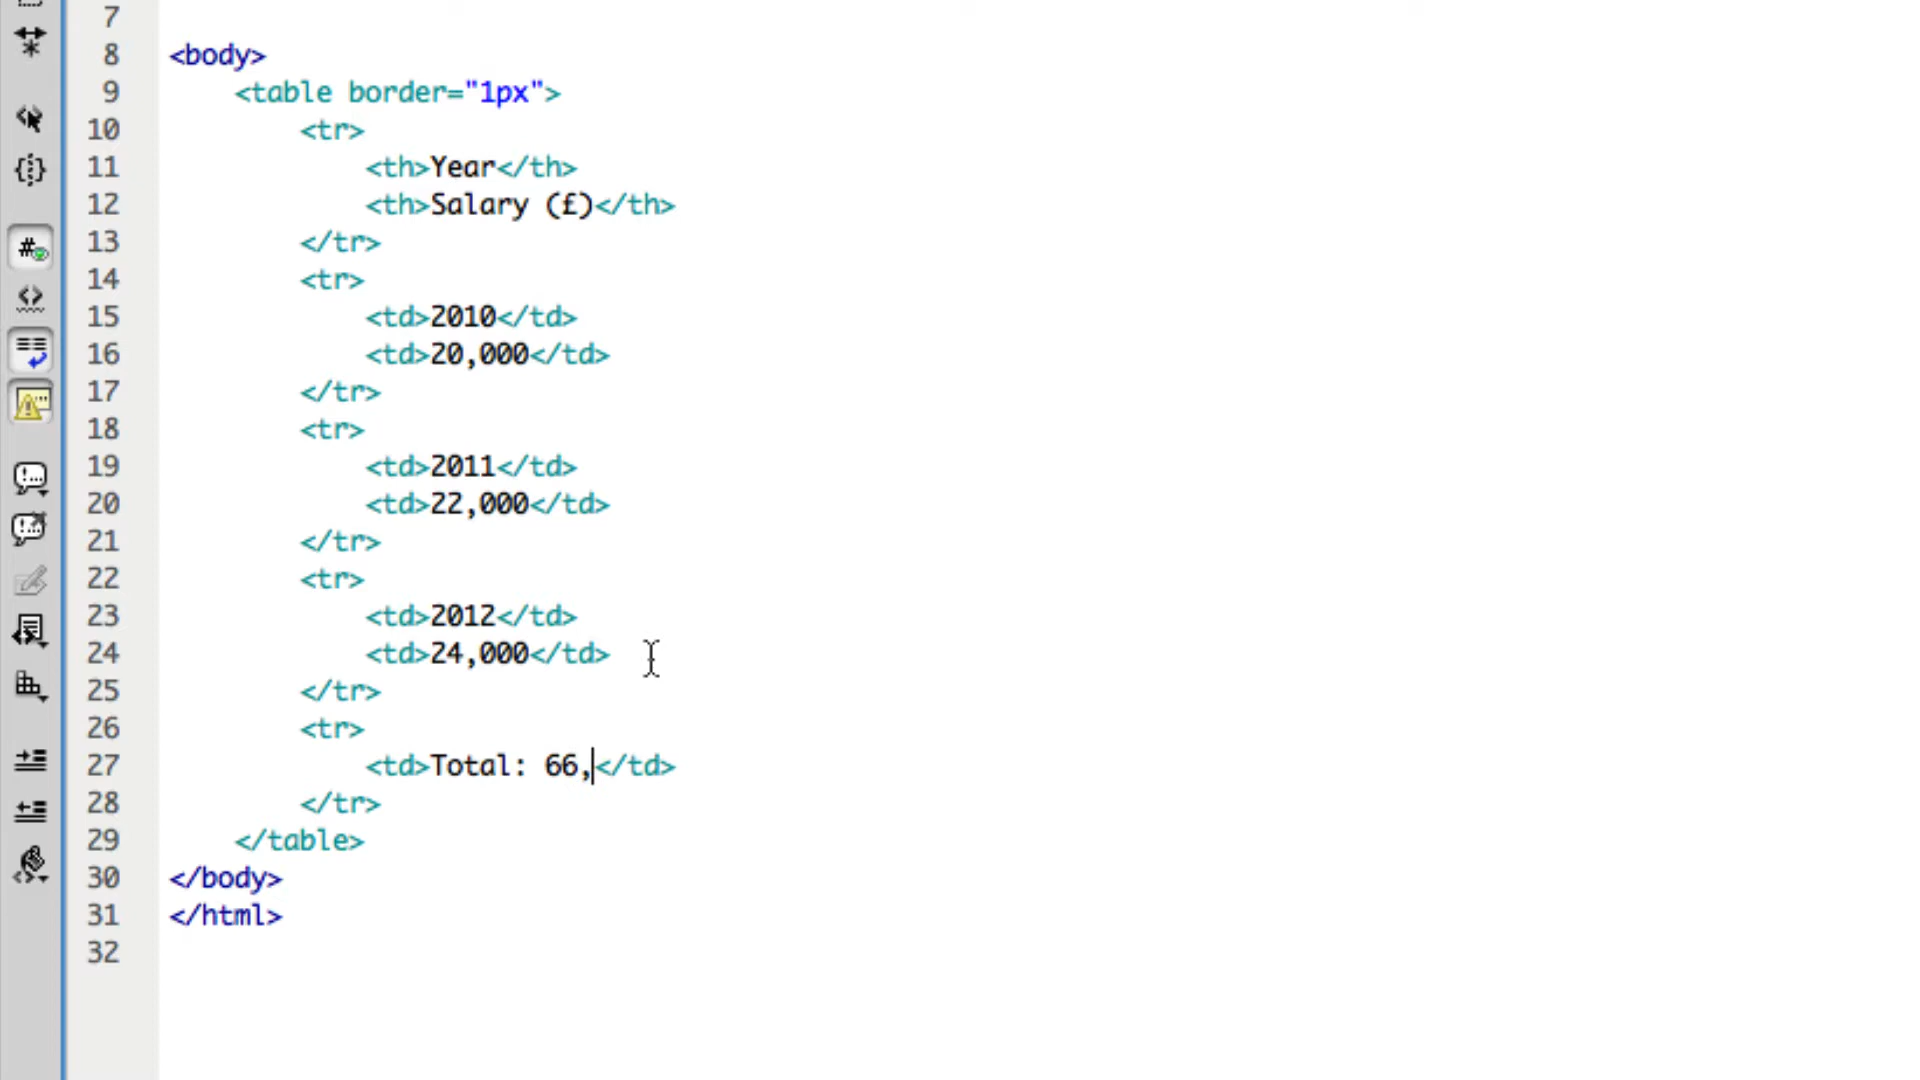 7
8 <body>
9 <table border="1px">
10 <tr>
11 <th>Year</th>
12 <th>Salary (£)</th>
13 </tr>
14 <tr>
15 <td>2010</td>
16 <td>20,000</td>
17 </tr>
18 <tr>
19 <td>2011</td>
20 <td>22,000</td>
21 </tr>
22 <tr>
23 <td>2012</td>
24 <td>24,000</td>
25 </tr>
26 <tr>
27 <td>Total: 66,</td>
28 </tr>
29 </table>
30 </body>
31 </html>
32